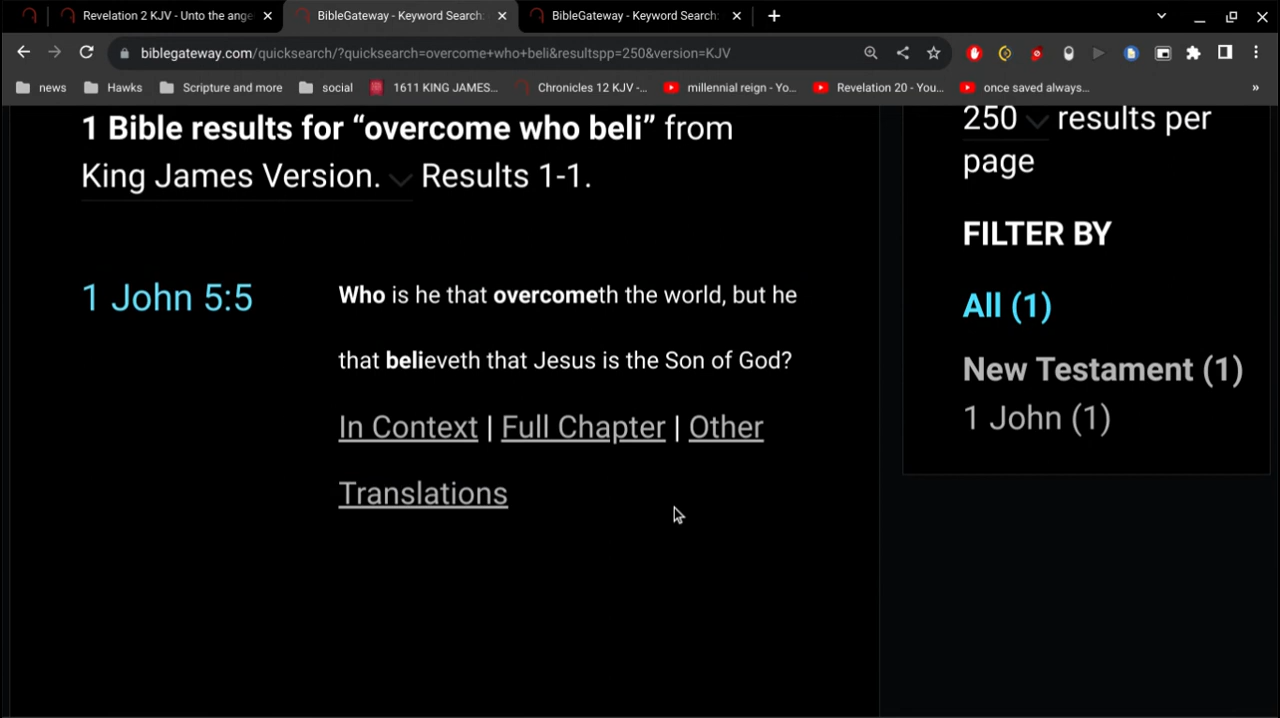 Revelation 2 KJV - Unto the ange
BibleGateway - Keyword Search:
BibleGateway - Keyword Search:
biblegateway.com/quicksearch/?quicksearch=overcome+who+beli&resultspp=250&version=KJV
news
Hawks
Scripture and more
social
1611 KING JAMES...
Chronicles 12 KJV -...
millennial reign - Yo...
Revelation 20 - You...
once saved always...
»
1 Bible results for “overcome who beli” from
King James Version. Results 1-1.
1 John 5:5
Who is he that overcometh the world, but he
that believeth that Jesus is the Son of God?
In Context | Full Chapter | Other
Translations
250 results per
page
FILTER BY
All (1)
New Testament (1)
1 John (1)